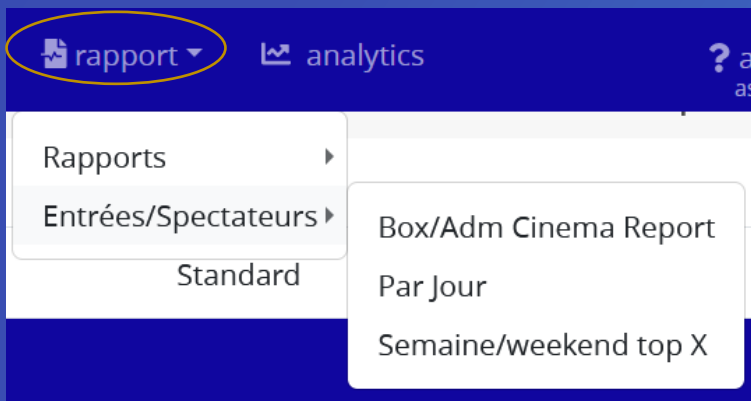 rapport analytics ?
Rapports
Entrées/Spectateurs
Standard
Box/Adm Cinema Report
Par Jour
Semaine/weekend top X